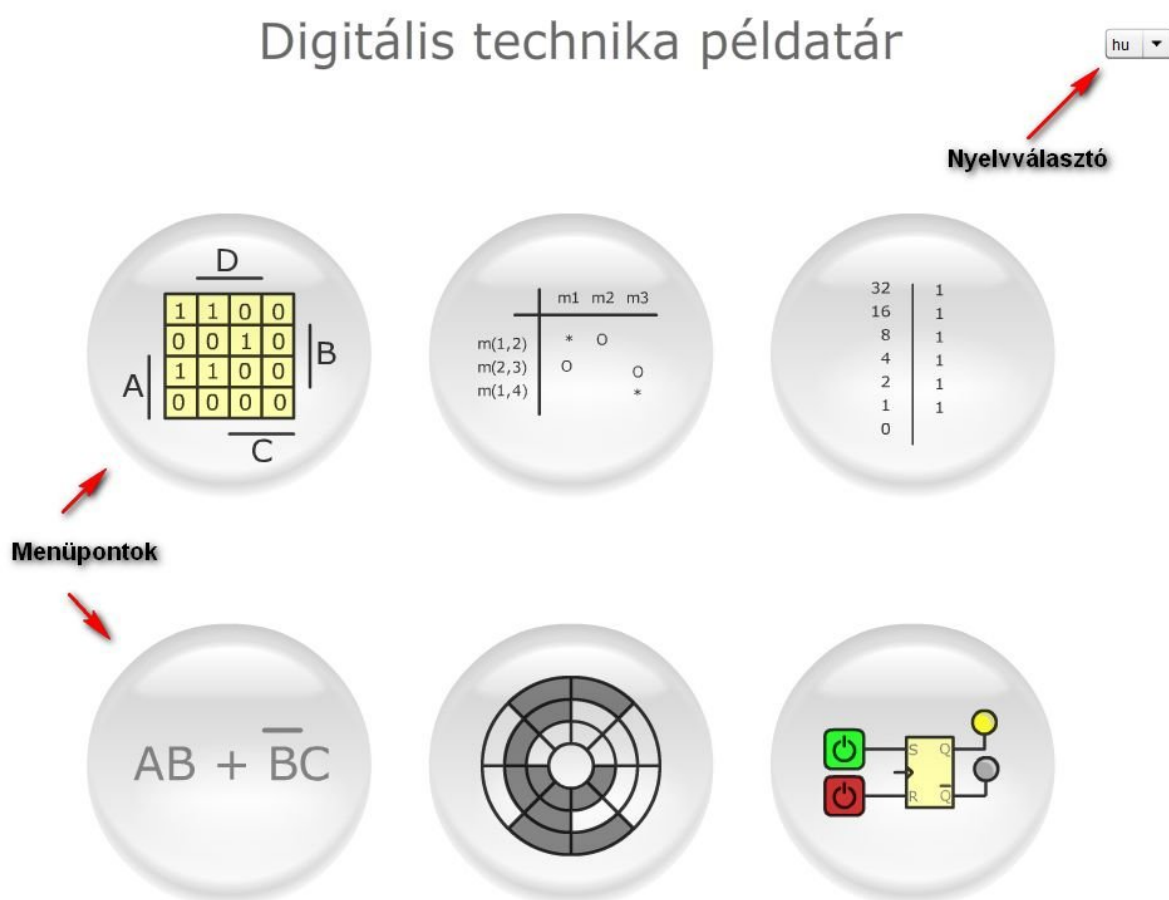 Digitális technika példatár
hu
Nyelvválasztó
D
1 1 0 0
0 0 1 0
1 1 0 0
0 0 0 0
A
B
C
m1 m2 m3
m(1,2) * O
m(2,3) O O
m(1,4) *
32 1
16 1
8 1
4 1
2 1
1 1
0
Menüpontok
AB + B̅C
S Q
R Q̅